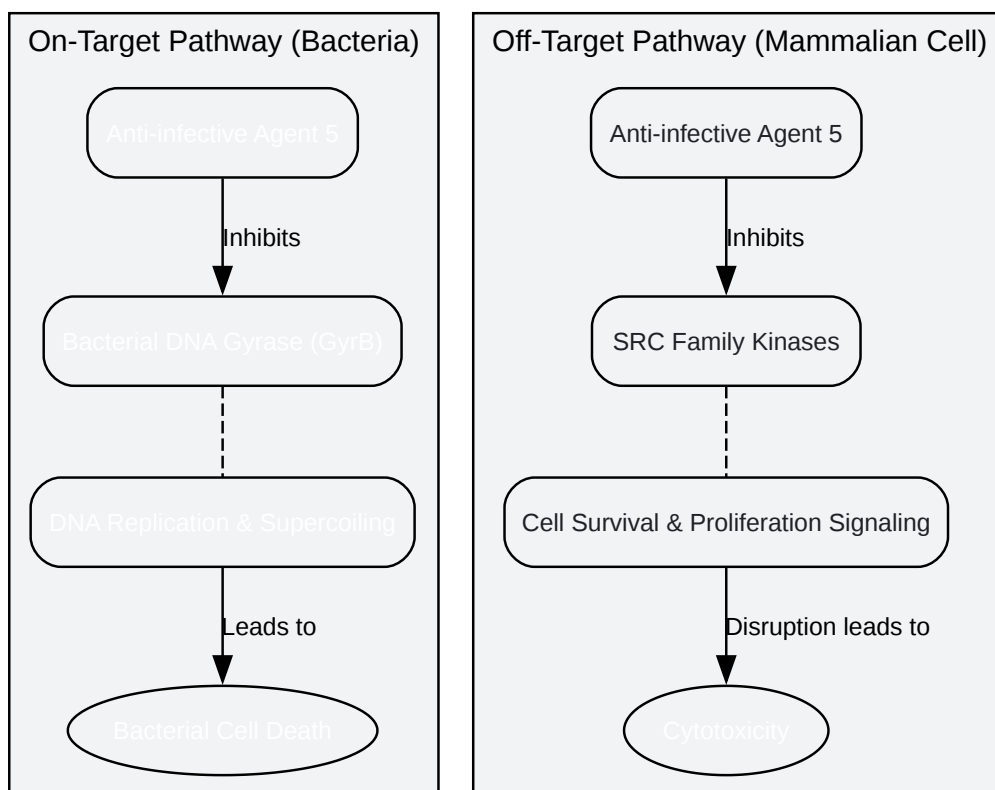 On-Target Pathway (Bacteria)
Anti-infective Agent 5
Inhibits
Bacterial DNA Gyrase (GyrB)
DNA Replication & Supercoiling
Leads to
Bacterial Cell Death
Off-Target Pathway (Mammalian Cell)
Anti-infective Agent 5
Inhibits
SRC Family Kinases
Cell Survival & Proliferation Signaling
Disruption leads to
Cytotoxicity